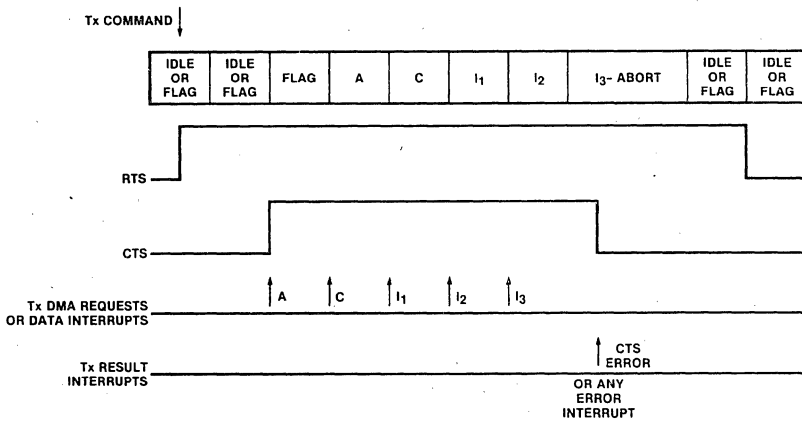 Tx COMMAND
IDLE OR FLAG
IDLE OR FLAG
FLAG
A
C
I1
I2
I3- ABORT
IDLE OR FLAG
IDLE OR FLAG
RTS
CTS
A
C
I1
I2
I3
Tx DMA REQUESTS
OR DATA INTERRUPTS
CTS
ERROR
Tx RESULT
INTERRUPTS
OR ANY
ERROR
INTERRUPT